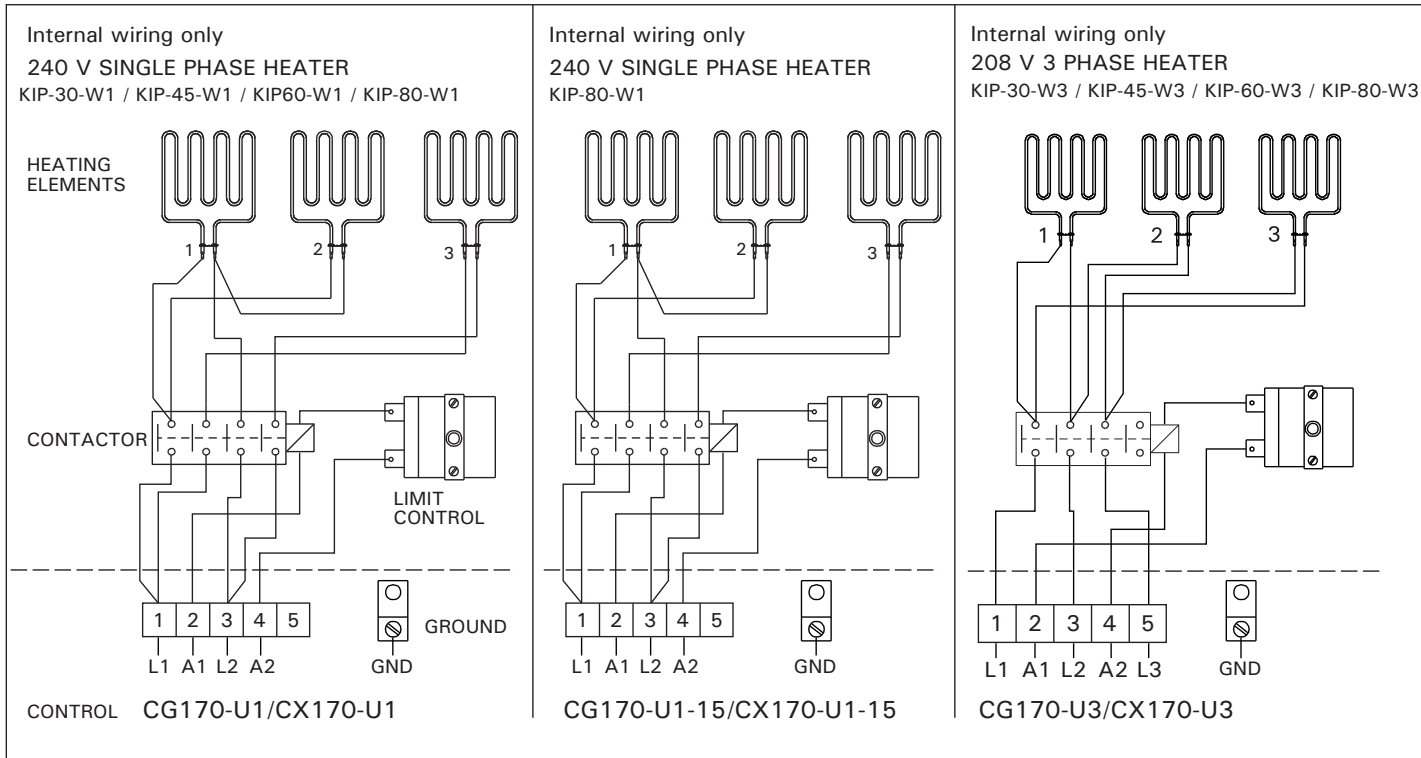 Internal wiring only
240 V SINGLE PHASE HEATER
KIP-30-W1 / KIP-45-W1 / KIP60-W1 / KIP-80-W1
HEATING
ELEMENTS
1
2
3
CONTACTOR
LIMIT
CONTROL
1 2 3 4 5
GROUND
L1 A1 L2 A2
GND
CONTROL CG170-U1/CX170-U1
Internal wiring only
240 V SINGLE PHASE HEATER
KIP-80-W1
1
2
3
1 2 3 4 5
L1 A1 L2 A2
GND
CG170-U1-15/CX170-U1-15
Internal wiring only
208 V 3 PHASE HEATER
KIP-30-W3 / KIP-45-W3 / KIP-60-W3 / KIP-80-W3
1
2
3
1 2 3 4 5
L1 A1 L2 A2 L3
GND
CG170-U3/CX170-U3